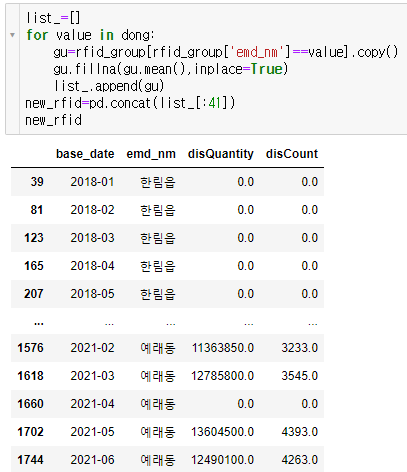 list_=[]
for value in dong:
    gu=rfid_group[rfid_group['emd_nm']==value].copy()
    gu.fillna(gu.mean(),inplace=True)
    list_.append(gu)
new_rfid=pd.concat(list_[:41])
new_rfid
base_date emd_nm disQuantity disCount
39 2018-01 한림읍 0.0 0.0
81 2018-02 한림읍 0.0 0.0
123 2018-03 한림읍 0.0 0.0
165 2018-04 한림읍 0.0 0.0
207 2018-05 한림읍 0.0 0.0
... ... ... ... ...
1576 2021-02 예래동 11363850.0 3233.0
1618 2021-03 예래동 12785800.0 3545.0
1660 2021-04 예래동 0.0 0.0
1702 2021-05 예래동 13604500.0 4393.0
1744 2021-06 예래동 12490100.0 4263.0